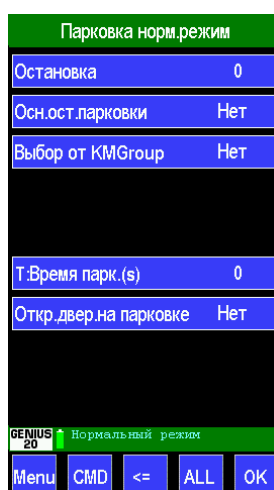 Парковка норм.режим
Остановка 0
Осн.ост.парковки Нет
Выбор от KMGroup Нет
T:Время парк.(s) 0
Откр.двер.на парковке Нет
GENIUS Нормальный режим
20
Menu CMD <= ALL OK